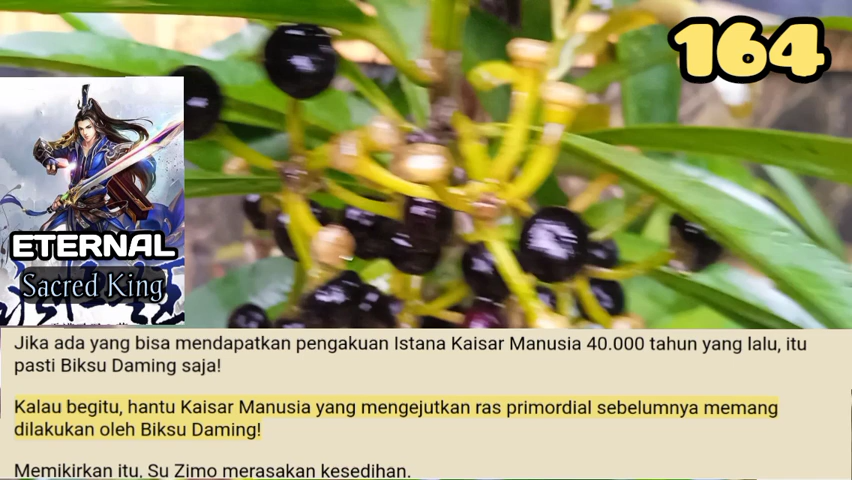 164
ETERNAL
Sacred King
Jika ada yang bisa mendapatkan pengakuan Istana Kaisar Manusia 40.000 tahun yang lalu, itu
pasti Biksu Daming saja!
Kalau begitu, hantu Kaisar Manusia yang mengejutkan ras primordial sebelumnya memang
dilakukan oleh Biksu Daming!
Memikirkan itu, Su Zimo merasakan kesedihan.